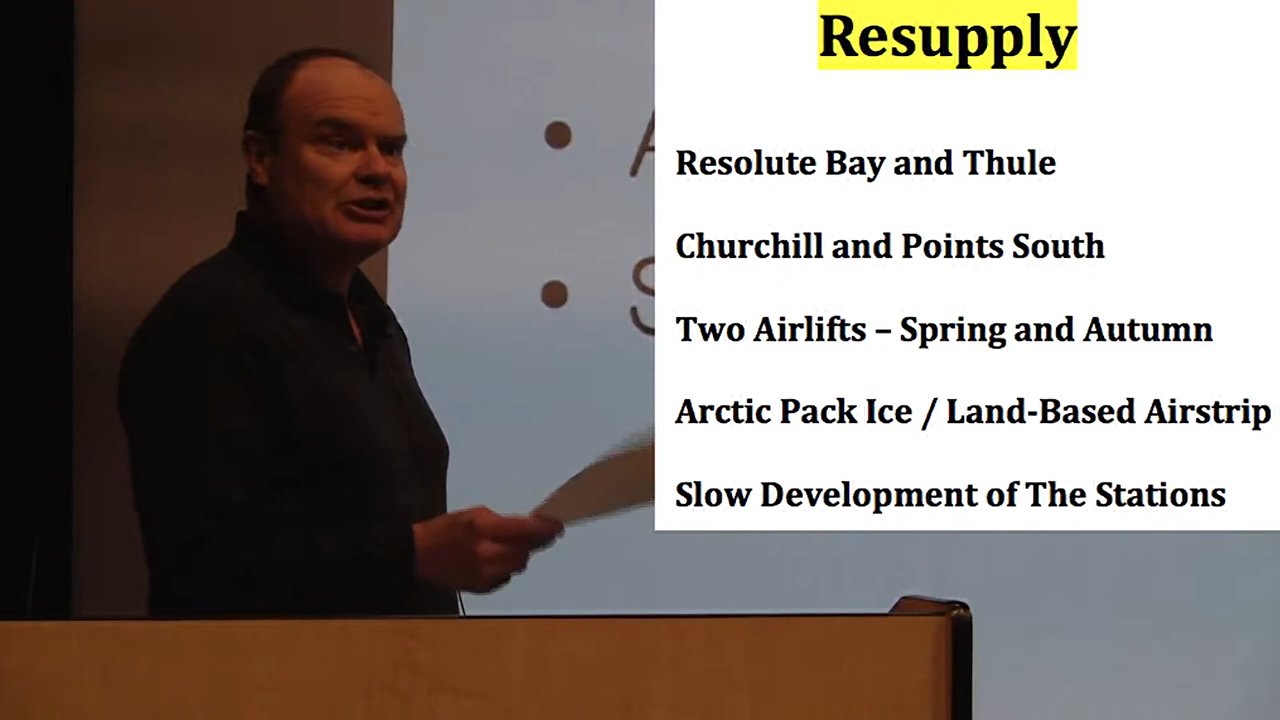 Resupply
Resolute Bay and Thule
Churchill and Points South
Two Airlifts – Spring and Autumn
Arctic Pack Ice / Land-Based Airstrip
Slow Development of The Stations